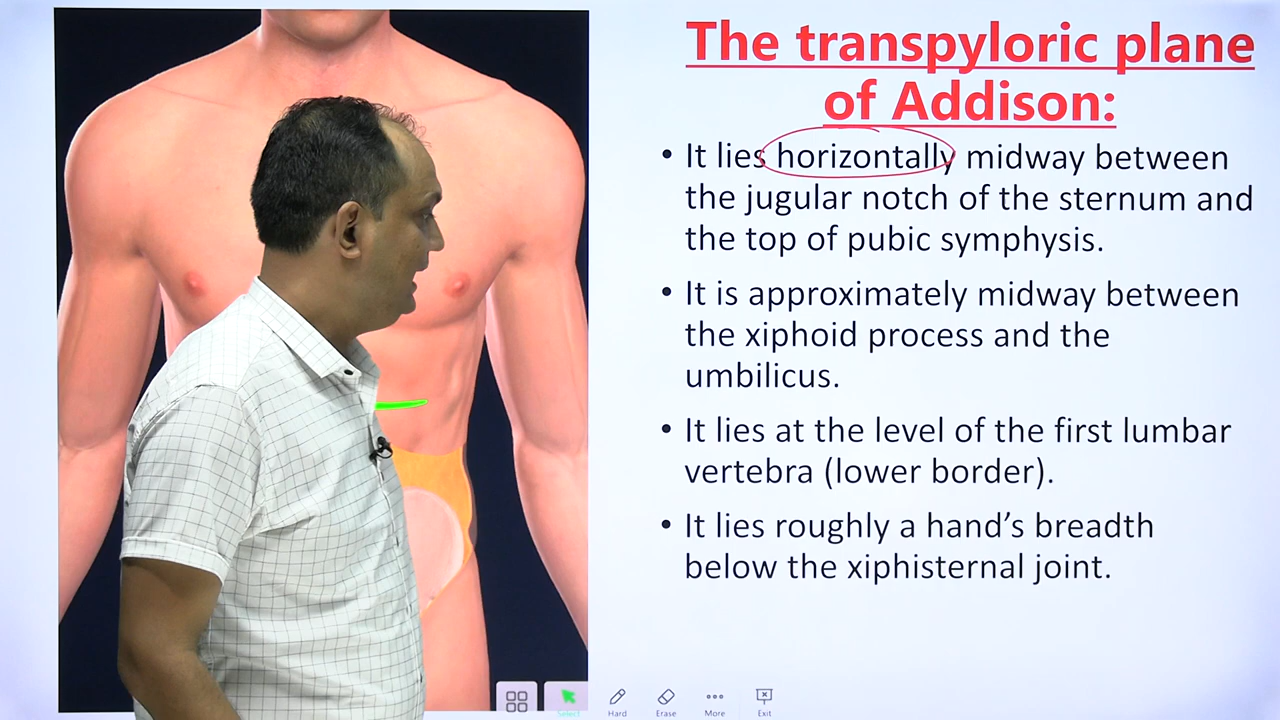 The transpyloric plane
of Addison:
• It lies horizontally midway between
the jugular notch of the sternum and
the top of pubic symphysis.
• It is approximately midway between
the xiphoid process and the
umbilicus.
• It lies at the level of the first lumbar
vertebra (lower border).
• It lies roughly a hand's breadth
below the xiphisternal joint.
Select Hard Erase More Exit